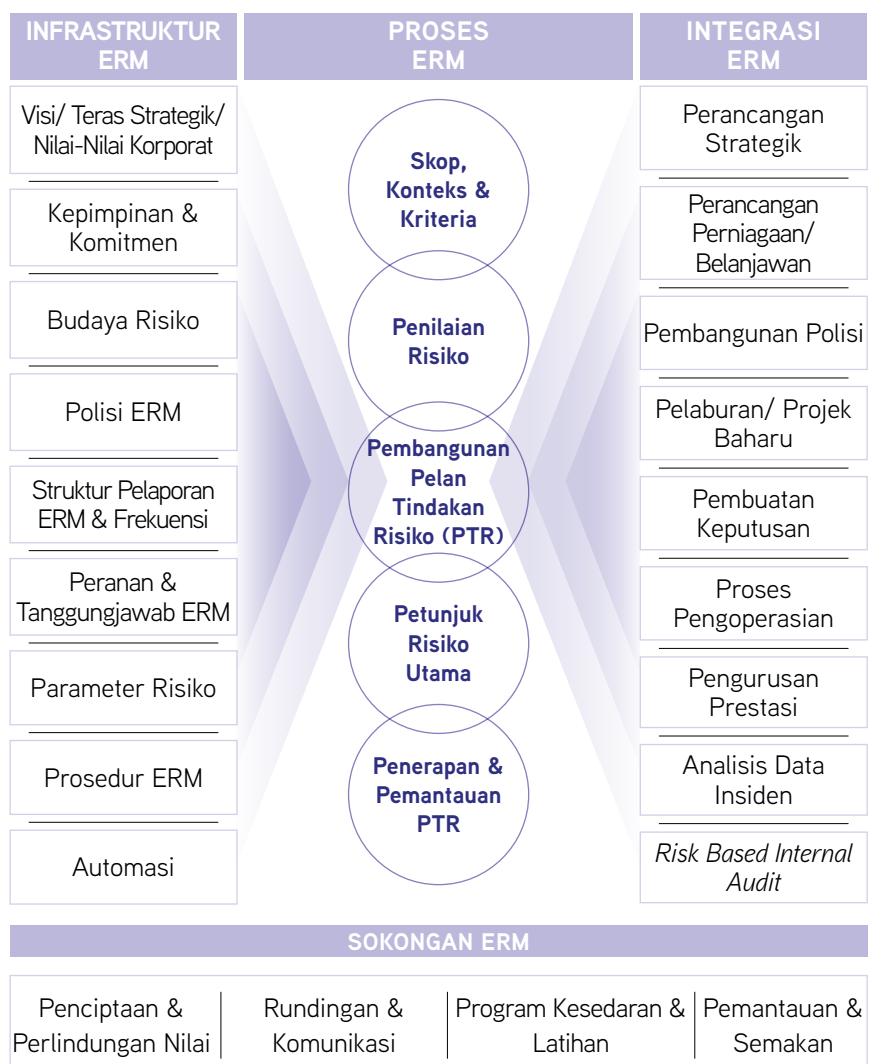 INFRASTRUKTUR
ERM
Visi/ Teras Strategik/
Nilai-Nilai Korporat
Kepimpinan &
Komitmen
Budaya Risiko
Polisi ERM
Struktur Pelaporan
ERM & Frekuensi
Peranan &
Tanggungjawab ERM
Parameter Risiko
Prosedur ERM
Automasi
PROSES
ERM
Skop,
Konteks &
Kriteria
Penilaian
Risiko
Pembangunan
Pelan
Tindakan
Risiko (PTR)
Petunjuk
Risiko
Utama
Penerapan &
Pemantauan
PTR
INTEGRASI
ERM
Perancangan
Strategik
Perancangan
Perniagaan/
Belanjawan
Pembangunan Polisi
Pelaburan/ Projek
Baharu
Pembuatan
Keputusan
Proses
Pengoperasian
Pengurusan
Prestasi
Analisis Data
Insiden
Risk Based Internal
Audit
SOKONGAN ERM
Penciptaan &
Perlindungan Nilai
Rundingan &
Komunikasi
Program Kesedaran &
Latihan
Pemantauan &
Semakan